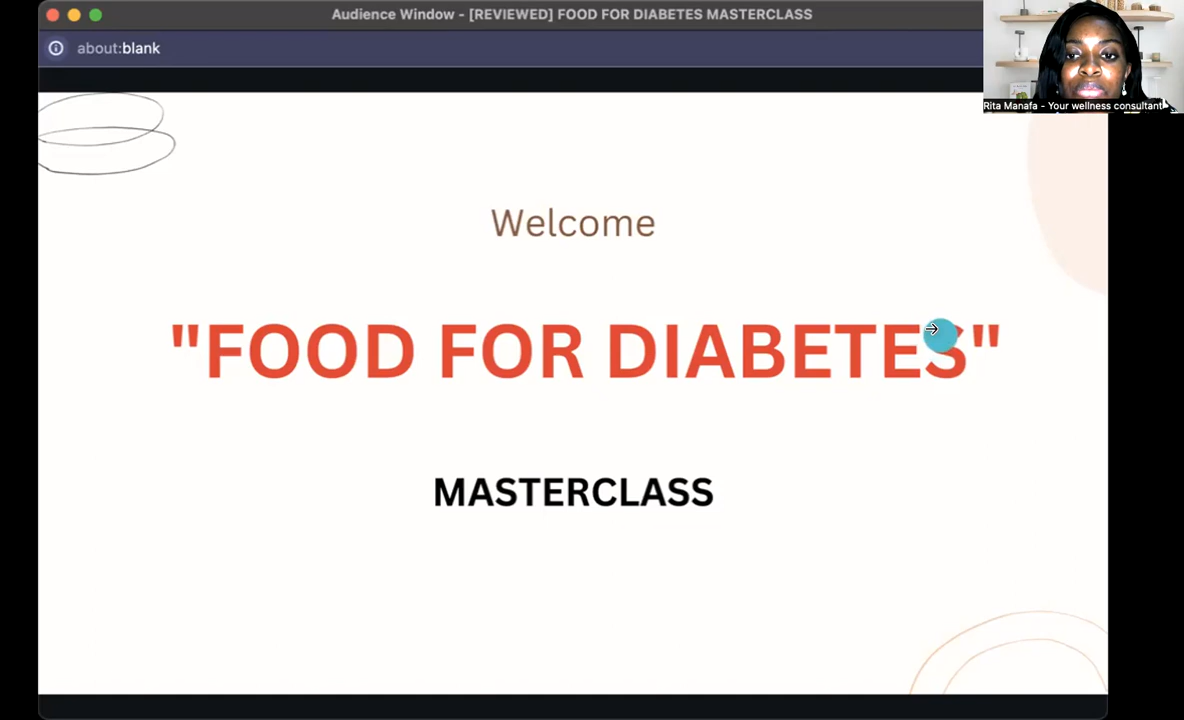 Audience Window - [REVIEWED] FOOD FOR DIABETES MASTERCLASS
about:blank
Rita Manafa - Your wellness consultant
Welcome
"FOOD FOR DIABETES"
MASTERCLASS